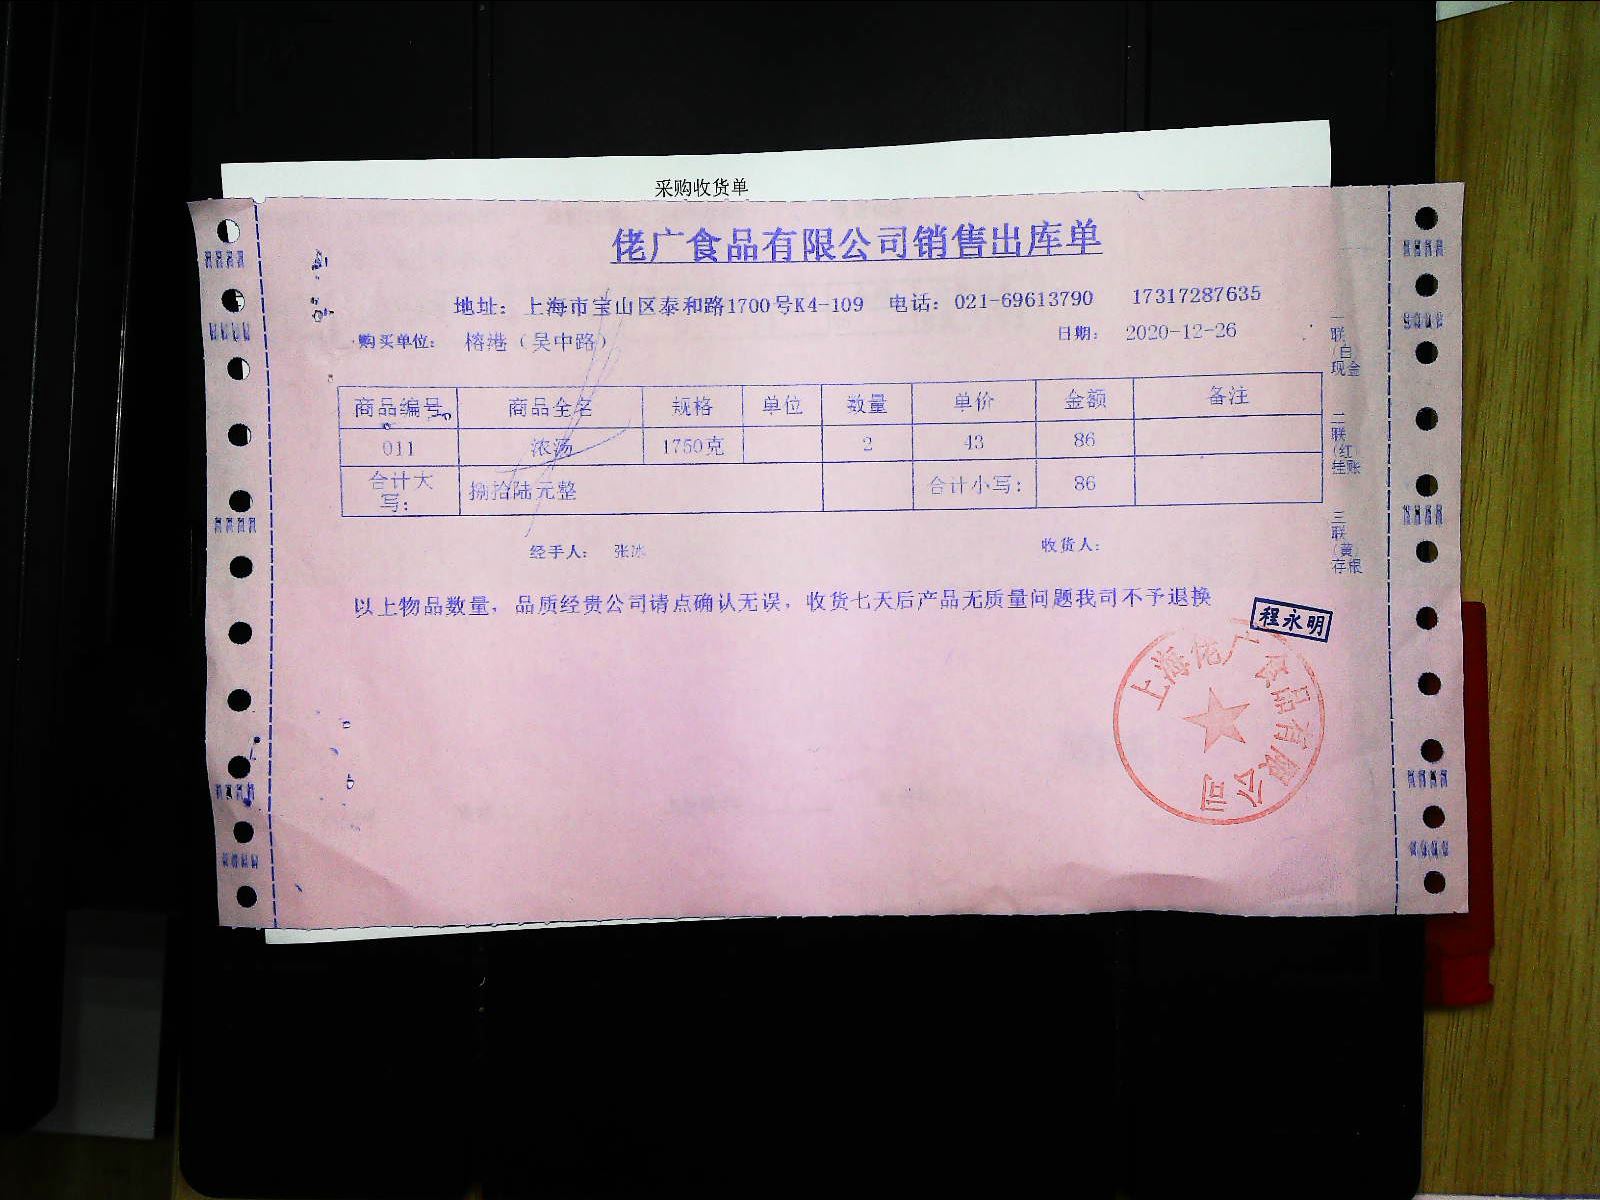 采购收货单
佬广食品有限公司销售出库单
地址: 上海市宝山区泰和路1700号K4-109 电话: 021-69613790 17317287635
购买单位: 榕港（吴中路） 日期: 2020-12-26
商品编号 商品全名 规格 单位 数量 单价 金额 备注
011 浓汤 1750克 2 43 86
合计大写: 捌拾陆元整 合计小写: 86
经手人: 张冰 收货人:
以上物品数量，品质经贵公司请点确认无误，收货七天后产品无质量问题我司不予退换
一联（白）现金
二联（红）挂账
三联（黄）存根
程永明
上海佬广食品有限公司